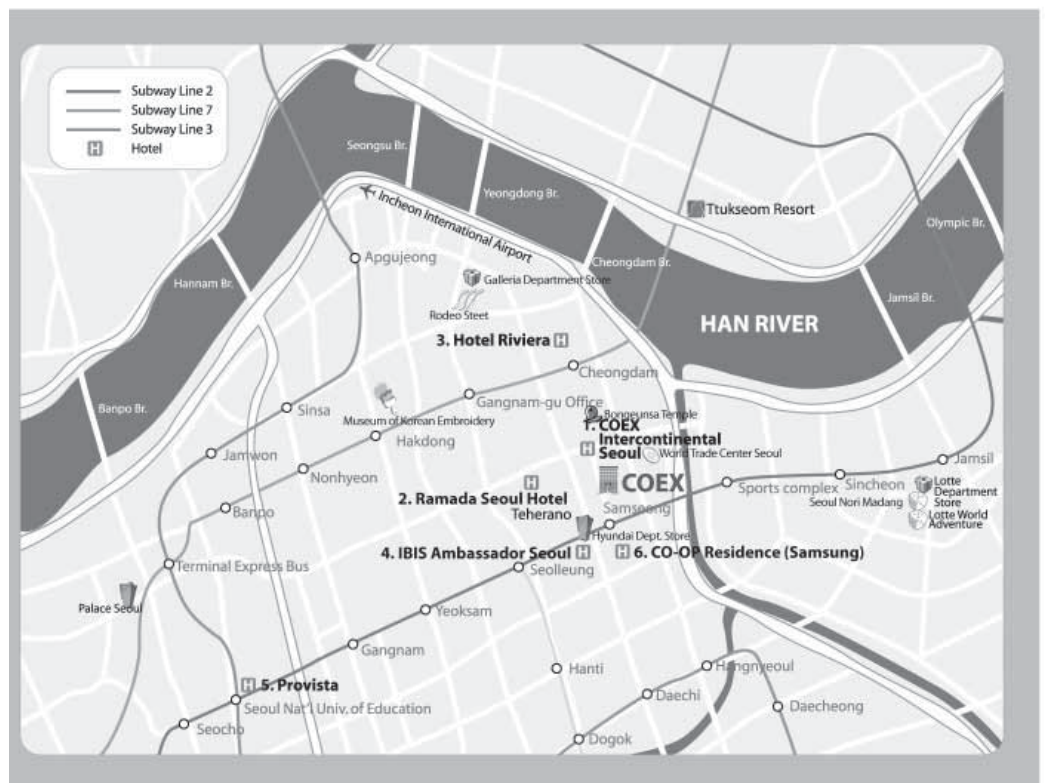 Subway Line 2
Subway Line 7
Subway Line 3
H Hotel
Seongsu Br.
Yeongdong Br.
Ttukseom Resort
Incheon International Airport
Olympic Br.
Apgujeong
Cheongdam Br.
Hannam Br.
Galleria Department Store
Jamsil Br.
Rodeo Steet
HAN RIVER
3. Hotel Riviera H
Cheongdam
Gangnam-gu Office
Banpo Br.
Sinsa
Museum of Korean Embroidery
Bongeunsa Temple
1. COEX
Intercontinental
H Seoul
World Trade Center Seoul
Hakdong
Jamwon
Jamsil
Nonhyeon
H
2. Ramada Seoul Hotel
Teherano
COEX
Sports complex
Sincheon
Seoul Nori Madang
Lotte
Department
Store
Lotte World
Adventure
Banpo
Samseong
Hyundai Dept. Store
4. IBIS Ambassador Seoul H
H 6. CO-OP Residence (Samsung)
Terminal Express Bus
Seolleung
Palace Seoul
Yeoksam
Gangnam
Hanti
Hangnyeoul
H 5. Provista
Daechi
Seoul Nat'l Univ. of Education
Daecheong
Seocho
Dogok